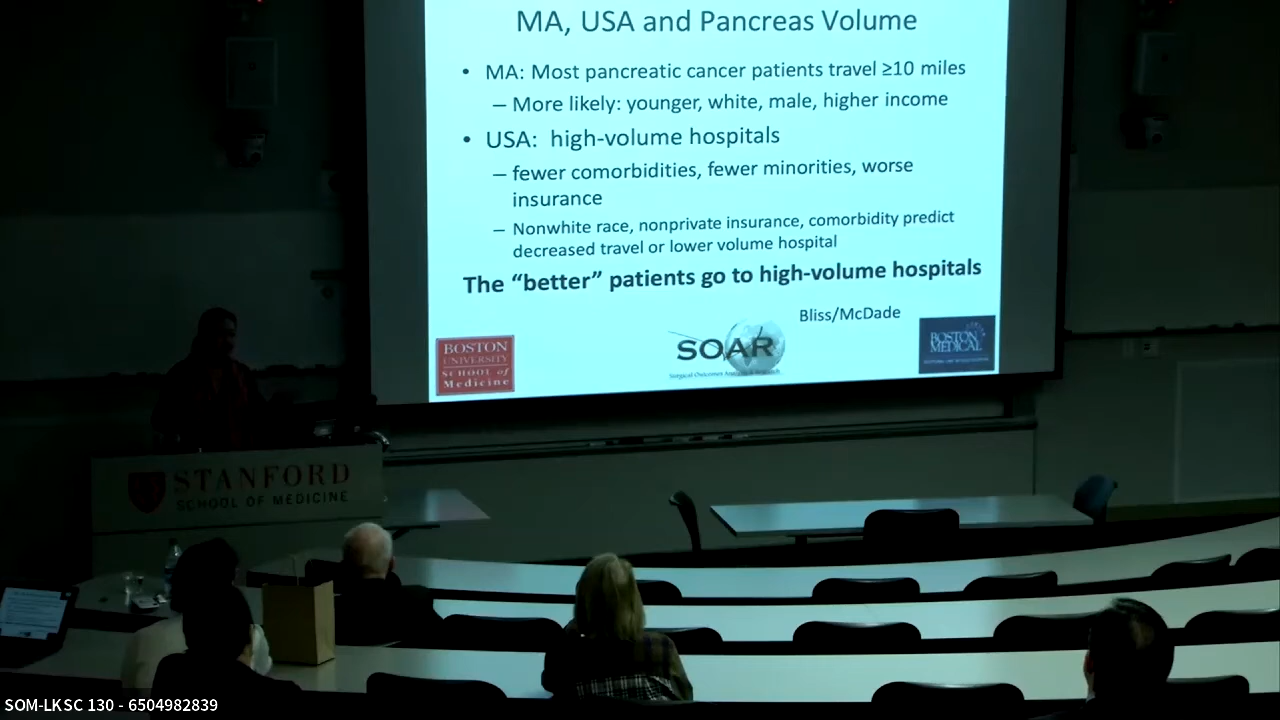 MA, USA and Pancreas Volume
• MA: Most pancreatic cancer patients travel ≥10 miles
– More likely: younger, white, male, higher income
• USA: high-volume hospitals
– fewer comorbidities, fewer minorities, worse
insurance
– Nonwhite race, nonprivate insurance, comorbidity predict
decreased travel or lower volume hospital
The “better” patients go to high-volume hospitals
Bliss/McDade
BOSTON
UNIVERSITY
SCHOOL of
Medicine
SOAR
BOSTON
MEDICAL
STANFORD
SCHOOL OF MEDICINE
SOM-LKSC 130 - 6504982839